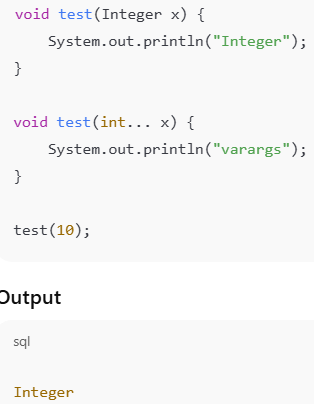 void test(Integer x) {
    System.out.println("Integer");
}
void test(int... x) {
    System.out.println("varargs");
}
test(10);
Output
sql
Integer